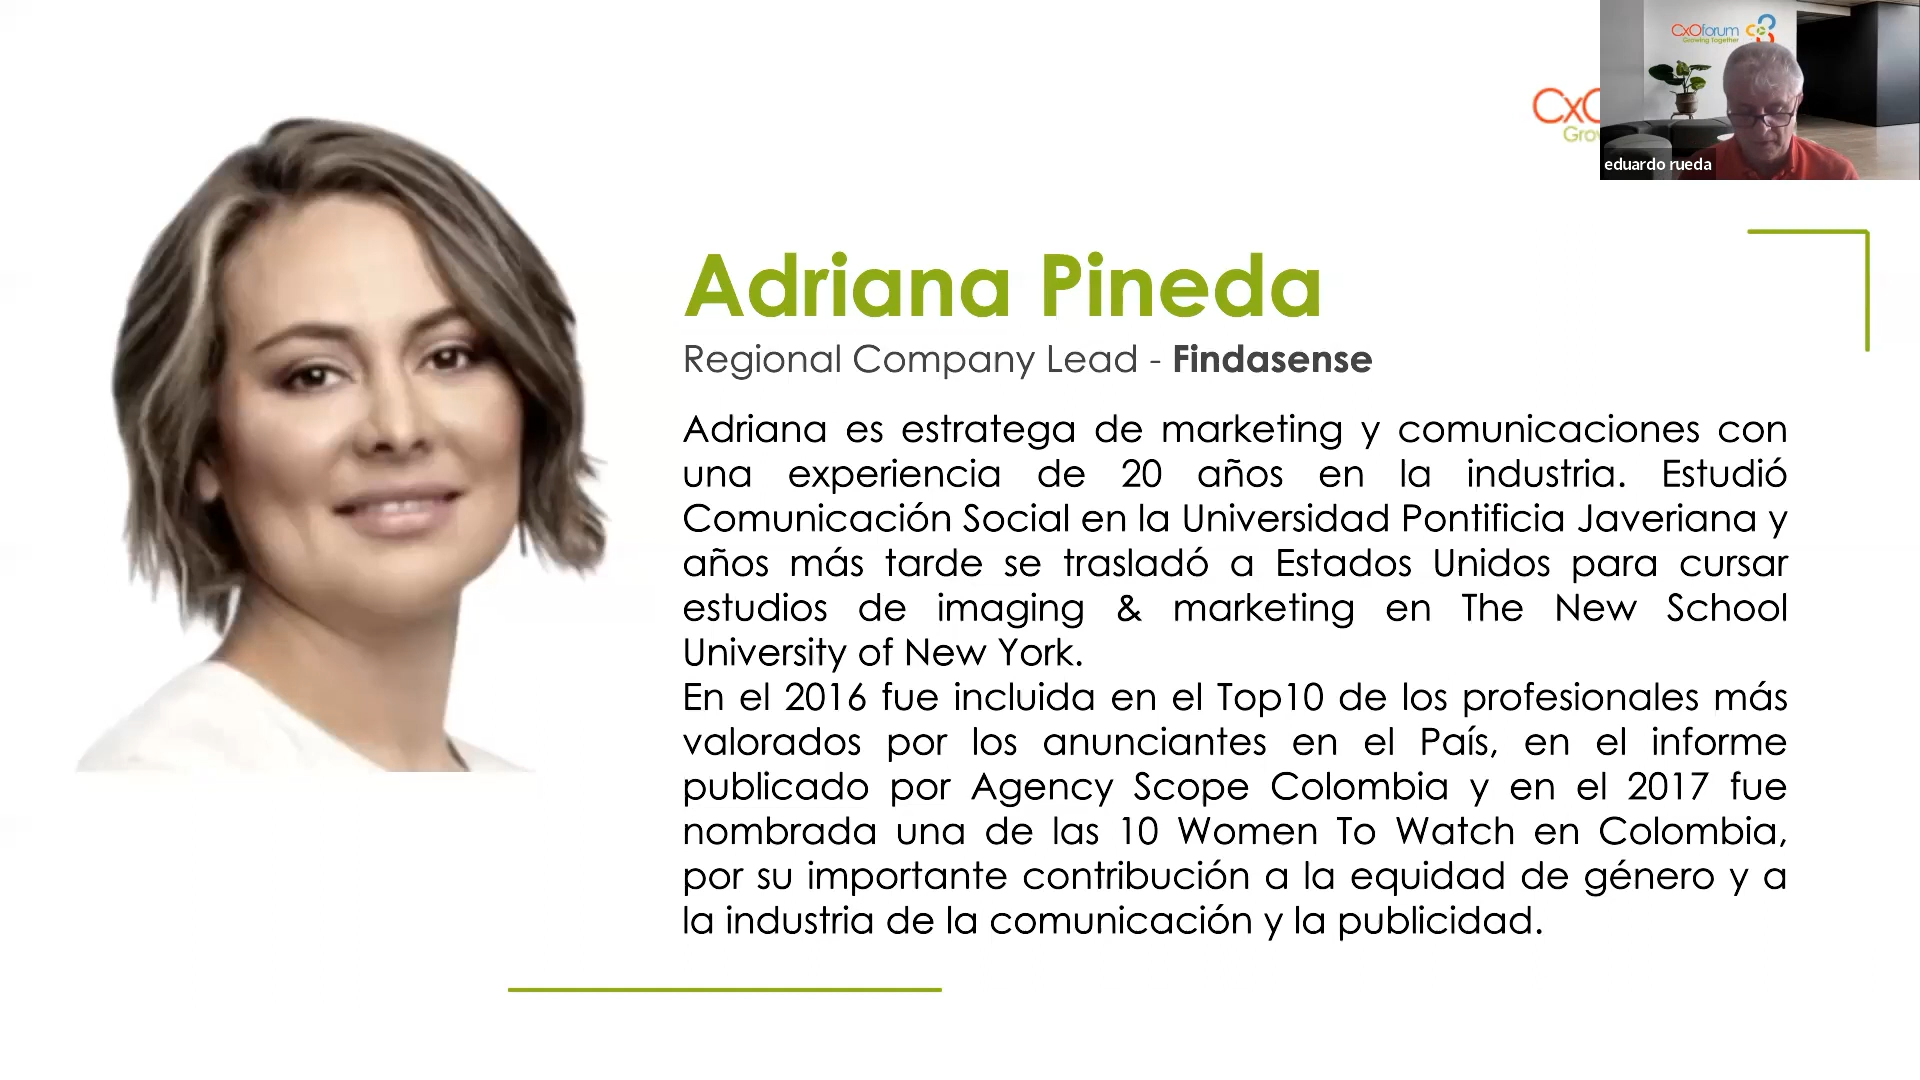 CxOforum
Growing Together
CxO
Gro
eduardo rueda
Adriana Pineda
Regional Company Lead - Findasense
Adriana es estratega de marketing y comunicaciones con
una experiencia de 20 años en la industria. Estudió
Comunicación Social en la Universidad Pontificia Javeriana y
años más tarde se trasladó a Estados Unidos para cursar
estudios de imaging & marketing en The New School
University of New York.
En el 2016 fue incluida en el Top10 de los profesionales más
valorados por los anunciantes en el País, en el informe
publicado por Agency Scope Colombia y en el 2017 fue
nombrada una de las 10 Women To Watch en Colombia,
por su importante contribución a la equidad de género y a
la industria de la comunicación y la publicidad.